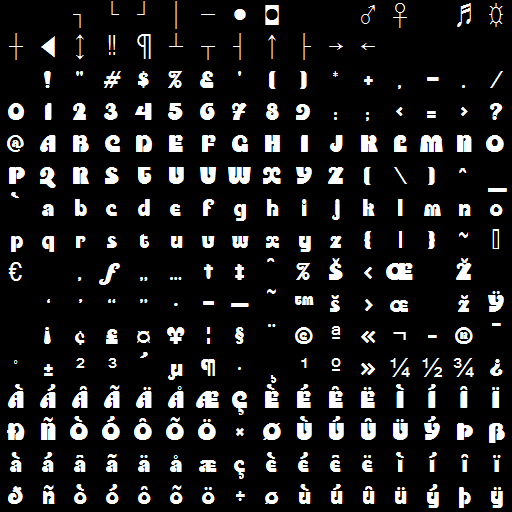 ┐ └ ┘ │ ─ ● ◘ ♂ ♀ ♬ ☼
┼ ◀ ↕ ‼ ¶ ┴ ┬ ┤ ↑ ├ → ←
! " # $ % & ' ( ) * + , - . /
0 1 2 3 4 5 6 7 8 9 : ; < = > ?
@ A B C D E F G H I J K L M N O
P Q R S T U V W X Y Z [ \ ] ^ _
` a b c d e f g h i j k l m n o
p q r s t u v w x y z { | } ~ ▯
€ ‚ ƒ „ … † ‡ ˆ ‰ Š ‹ Œ Ž
‘ ’ “ ” • – — ˜ ™ š › œ ž Ÿ
¡ ¢ £ ¤ ¥ ¦ § ¨ © ª « ¬ - ® ¯
° ± ² ³ ´ µ ¶ · ¸ ¹ º » ¼ ½ ¾ ¿
À Á Â Ã Ä Å Æ Ç È É Ê Ë Ì Í Î Ï
Ð Ñ Ò Ó Ô Õ Ö × Ø Ù Ú Û Ü Ý Þ ß
à á â ã ä å æ ç è é ê ë ì í î ï
ð ñ ò ó ô õ ö ÷ ø ù ú û ü ý þ ÿ